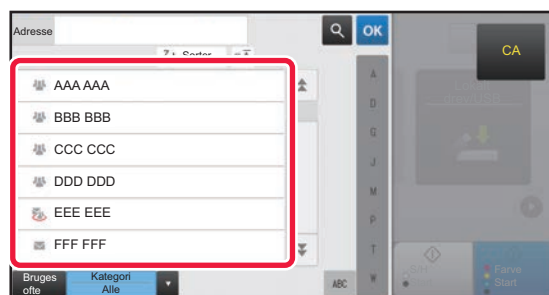 Adresse
OK
CA
Sorter
AAA AAA
BBB BBB
CCC CCC
DDD DDD
EEE EEE
FFF FFF
A
D
G
J
M
P
T
W
Bruges
ofte
Kategori
Alle
ABC
S/H
Farve
Start